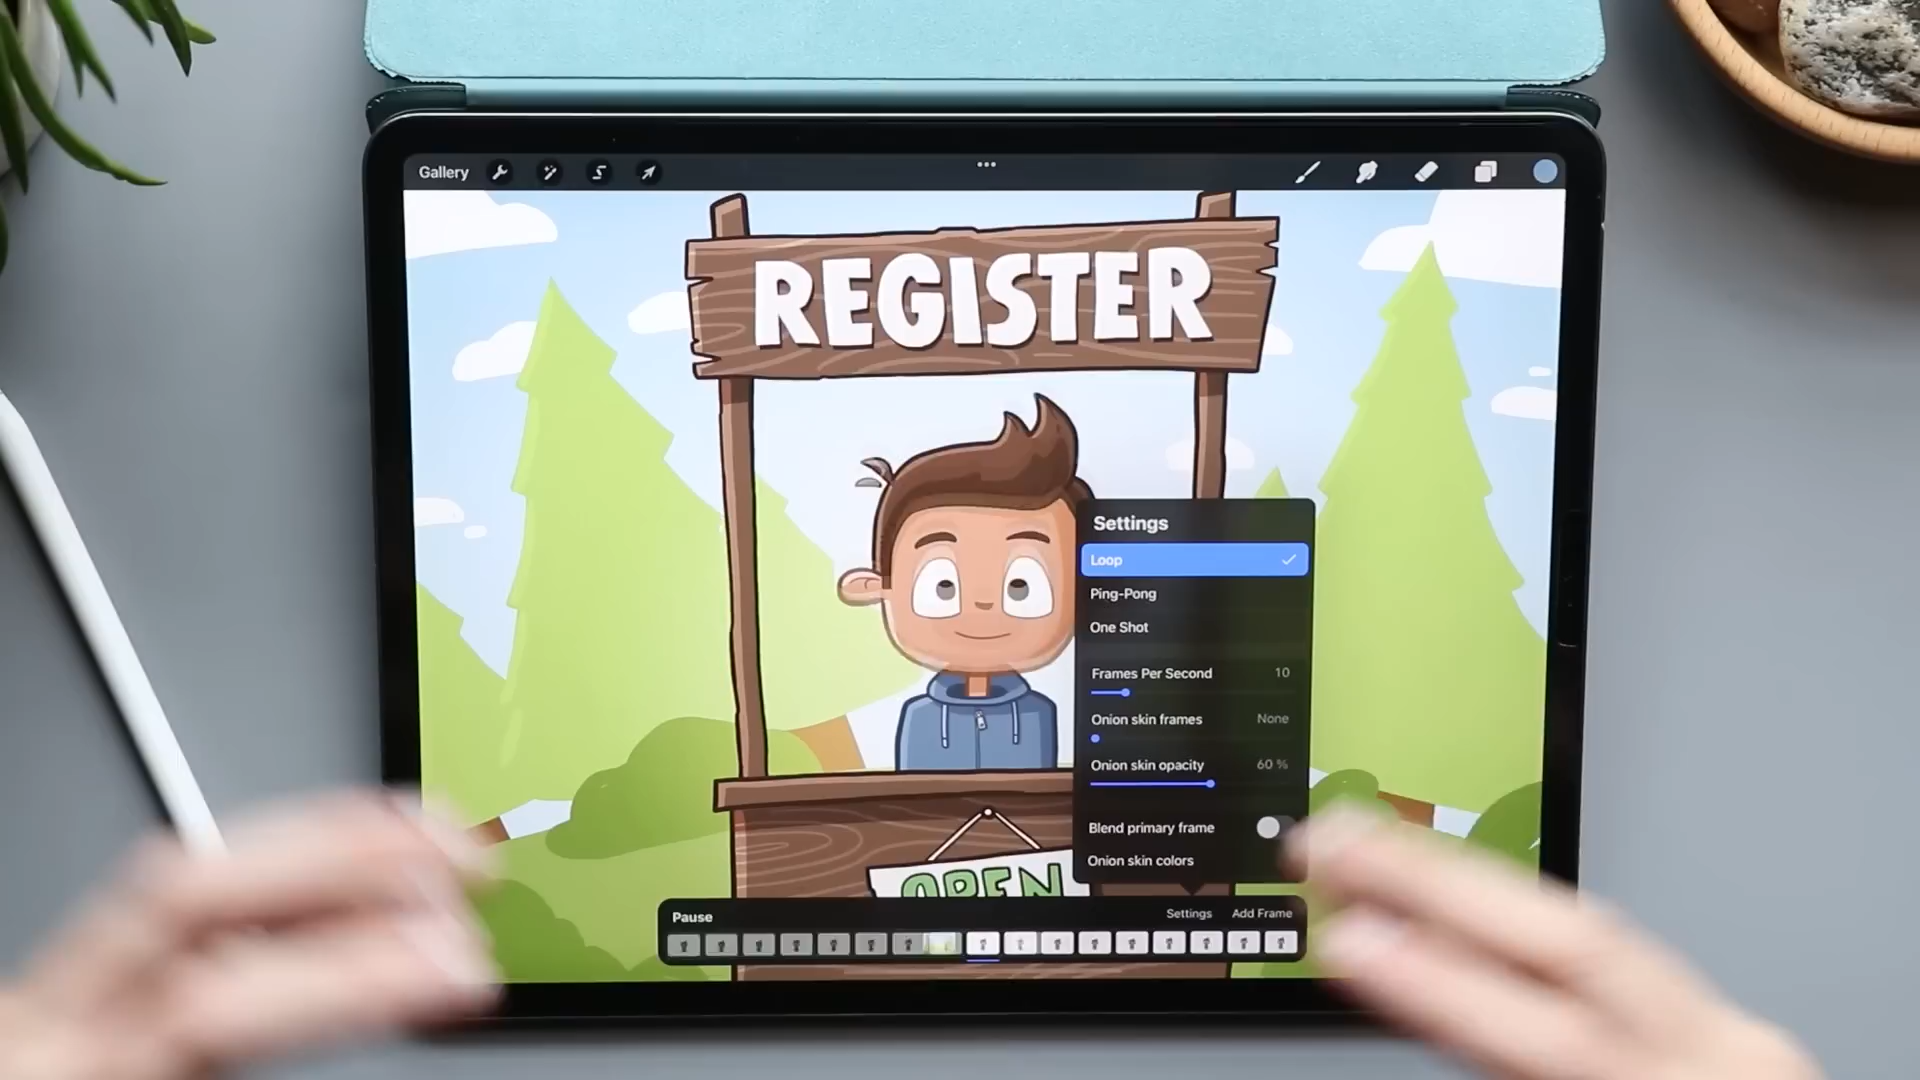 Gallery
REGISTER
Settings
Loop
Ping-Pong
One Shot
Frames Per Second 10
Onion skin frames None
Onion skin opacity 60 %
Blend primary frame
Onion skin colors
OPEN
Pause Settings Add Frame